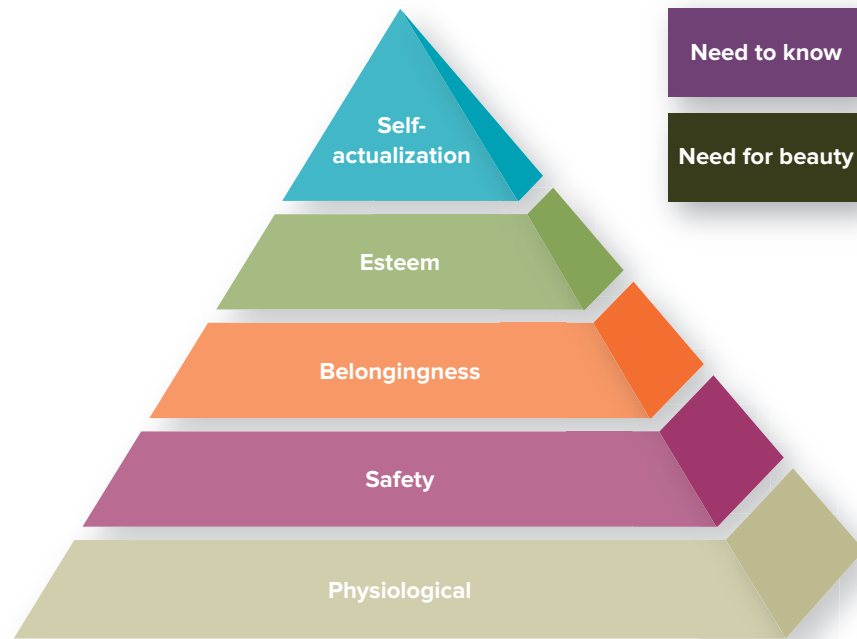 Need to know
Need for beauty
Self-
actualization
Esteem
Belongingness
Safety
Physiological